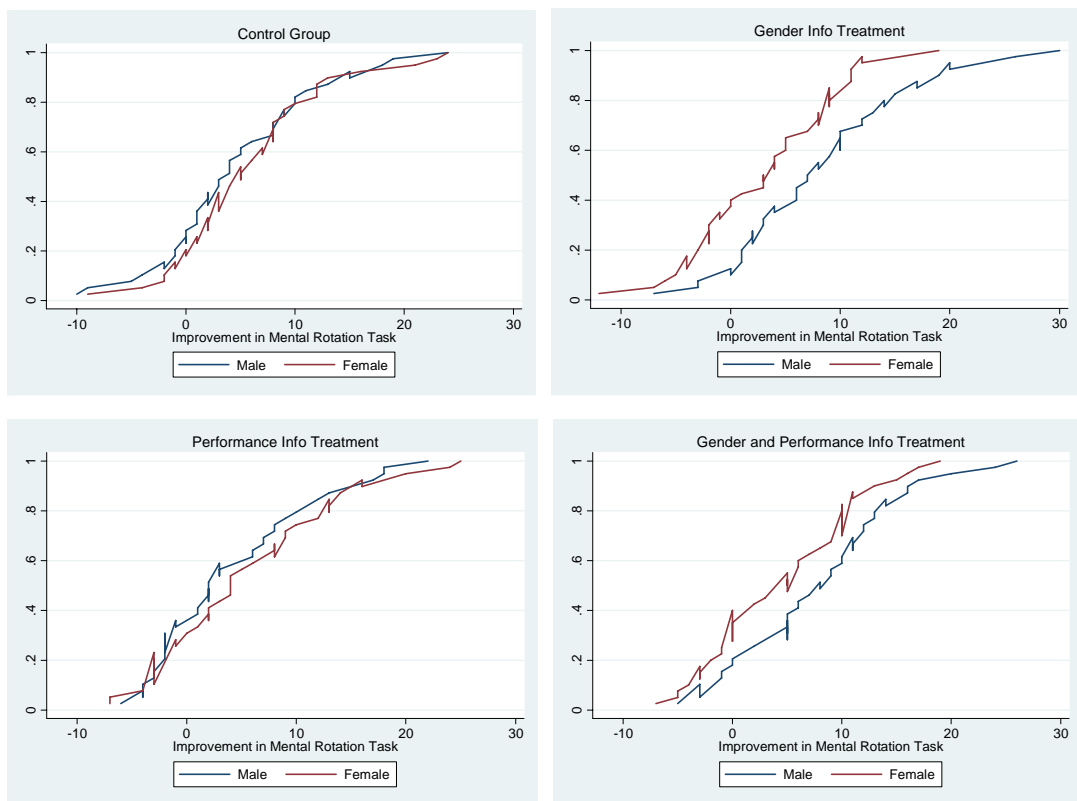 Control Group
1
.8
.6
.4
.2
0
-10 0 10 20 30
Improvement in Mental Rotation Task
Male Female
Gender Info Treatment
1
.8
.6
.4
.2
0
-10 0 10 20 30
Improvement in Mental Rotation Task
Male Female
Performance Info Treatment
1
.8
.6
.4
.2
0
-10 0 10 20 30
Improvement in Mental Rotation Task
Male Female
Gender and Performance Info Treatment
1
.8
.6
.4
.2
0
-10 0 10 20 30
Improvement in Mental Rotation Task
Male Female